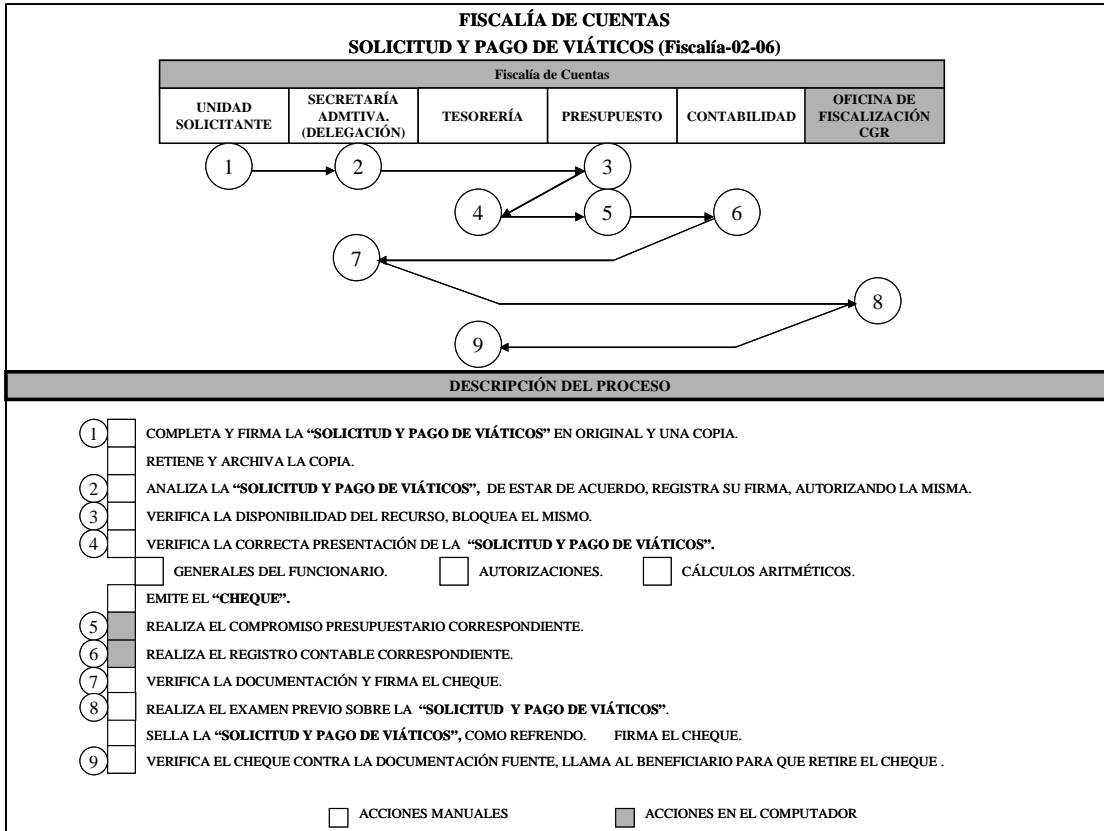 FISCALÍA DE CUENTAS
SOLICITUD Y PAGO DE VIÁTICOS (Fiscalía-02-06)
Fiscalía de Cuentas
UNIDAD
SOLICITANTE
SECRETARÍA
ADMTIVA.
(DELEGACIÓN)
TESORERÍA
PRESUPUESTO
CONTABILIDAD
OFICINA DE
FISCALIZACIÓN
CGR
1
2
3
4
5
6
7
8
9
DESCRIPCIÓN DEL PROCESO
1 COMPLETA Y FIRMA LA “SOLICITUD Y PAGO DE VIÁTICOS” EN ORIGINAL Y UNA COPIA.
RETIENE Y ARCHIVA LA COPIA.
2 ANALIZA LA “SOLICITUD Y PAGO DE VIÁTICOS”, DE ESTAR DE ACUERDO, REGISTRA SU FIRMA, AUTORIZANDO LA MISMA.
3 VERIFICA LA DISPONIBILIDAD DEL RECURSO, BLOQUEA EL MISMO.
4 VERIFICA LA CORRECTA PRESENTACIÓN DE LA “SOLICITUD Y PAGO DE VIÁTICOS”.
GENERALES DEL FUNCIONARIO. AUTORIZACIONES. CÁLCULOS ARITMÉTICOS.
EMITE EL “CHEQUE”.
5 REALIZA EL COMPROMISO PRESUPUESTARIO CORRESPONDIENTE.
6 REALIZA EL REGISTRO CONTABLE CORRESPONDIENTE.
7 VERIFICA LA DOCUMENTACIÓN Y FIRMA EL CHEQUE.
8 REALIZA EL EXAMEN PREVIO SOBRE LA “SOLICITUD Y PAGO DE VIÁTICOS”.
SELLA LA “SOLICITUD Y PAGO DE VIÁTICOS”, COMO REFRENDO. FIRMA EL CHEQUE.
9 VERIFICA EL CHEQUE CONTRA LA DOCUMENTACIÓN FUENTE, LLAMA AL BENEFICIARIO PARA QUE RETIRE EL CHEQUE .
ACCIONES MANUALES ACCIONES EN EL COMPUTADOR